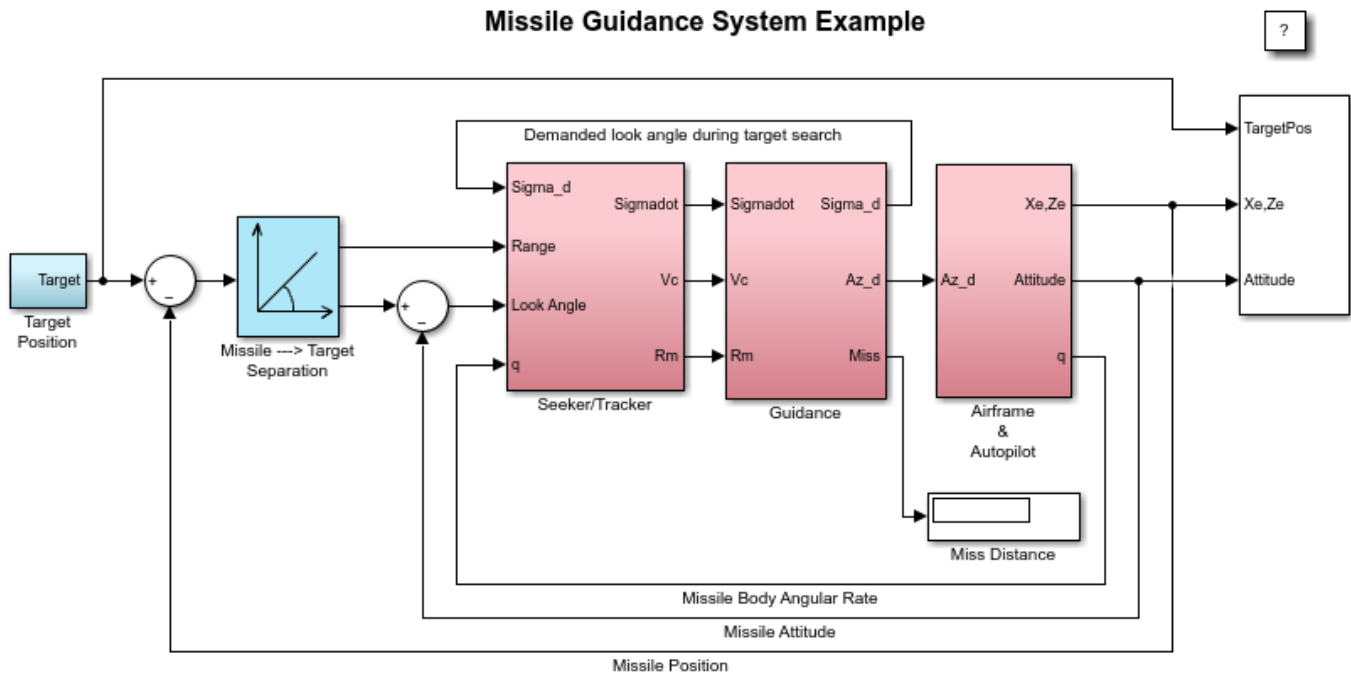 Missile Guidance System Example
?
Demanded look angle during target search
TargetPos
Xe,Ze
Attitude
Target
Target
Position
+
−
Missile ---> Target
Separation
+
−
Sigma_d
Range
Look Angle
q
Sigmadot
Vc
Rm
Seeker/Tracker
Sigmadot
Vc
Rm
Sigma_d
Az_d
Miss
Guidance
Az_d
Xe,Ze
Attitude
q
Airframe
&
Autopilot
Miss Distance
Missile Body Angular Rate
Missile Attitude
Missile Position